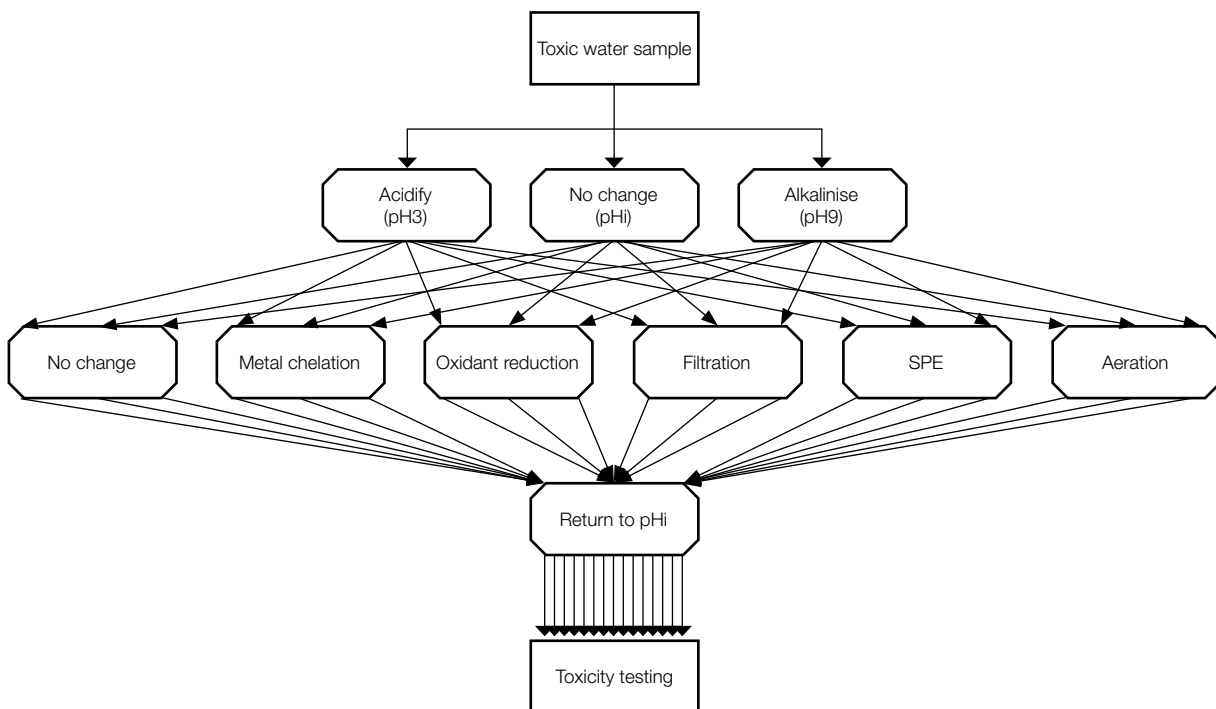 Toxic water sample
Acidify
(pH3)
No change
(pHi)
Alkalinise
(pH9)
No change
Metal chelation
Oxidant reduction
Filtration
SPE
Aeration
Return to pHi
Toxicity testing